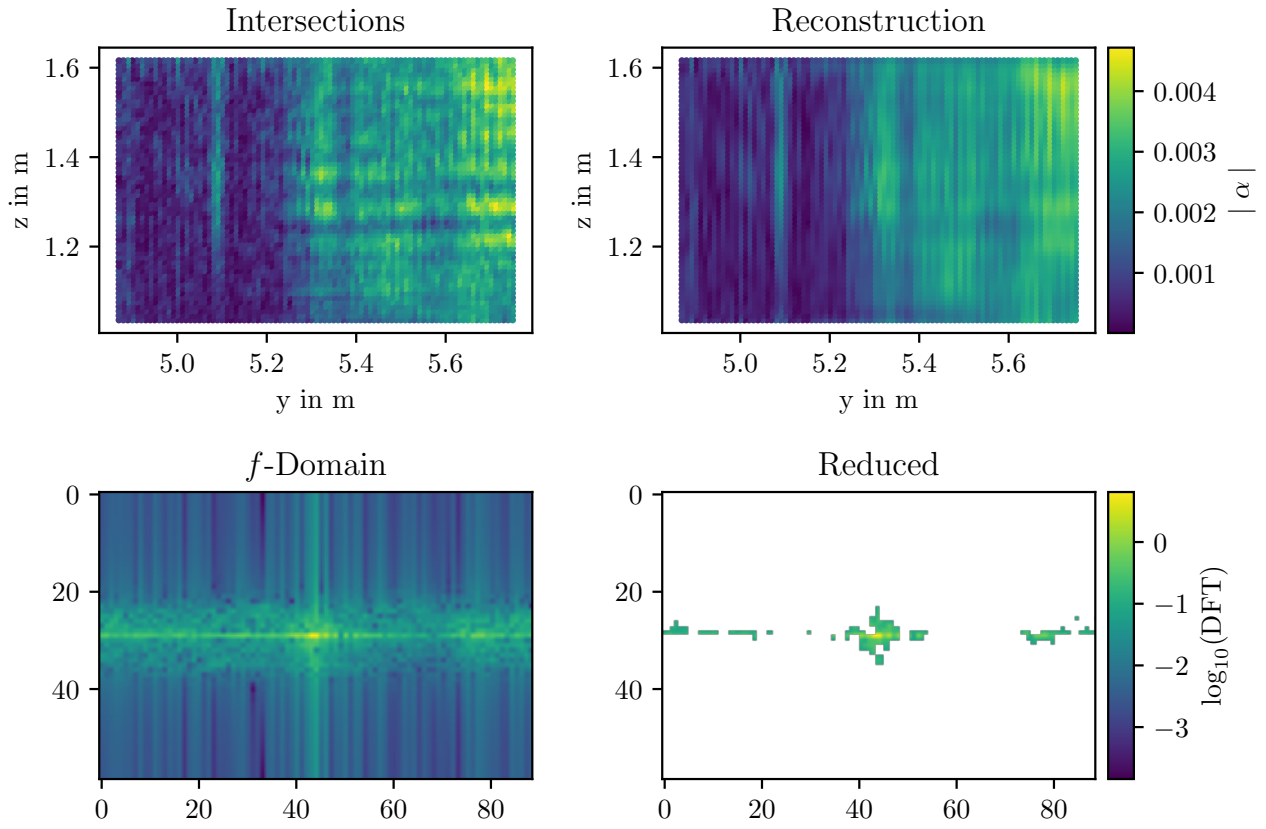 Intersections
Reconstruction
1.6
1.4
1.2
z in m
5.0 5.2 5.4 5.6
y in m
1.6
1.4
1.2
z in m
5.0 5.2 5.4 5.6
y in m
0.004
0.003
0.002
0.001
| α |
f-Domain
Reduced
0
20
40
0 20 40 60 80
0
20
40
0 20 40 60 80
0
−1
−2
−3
log₁₀(DFT)